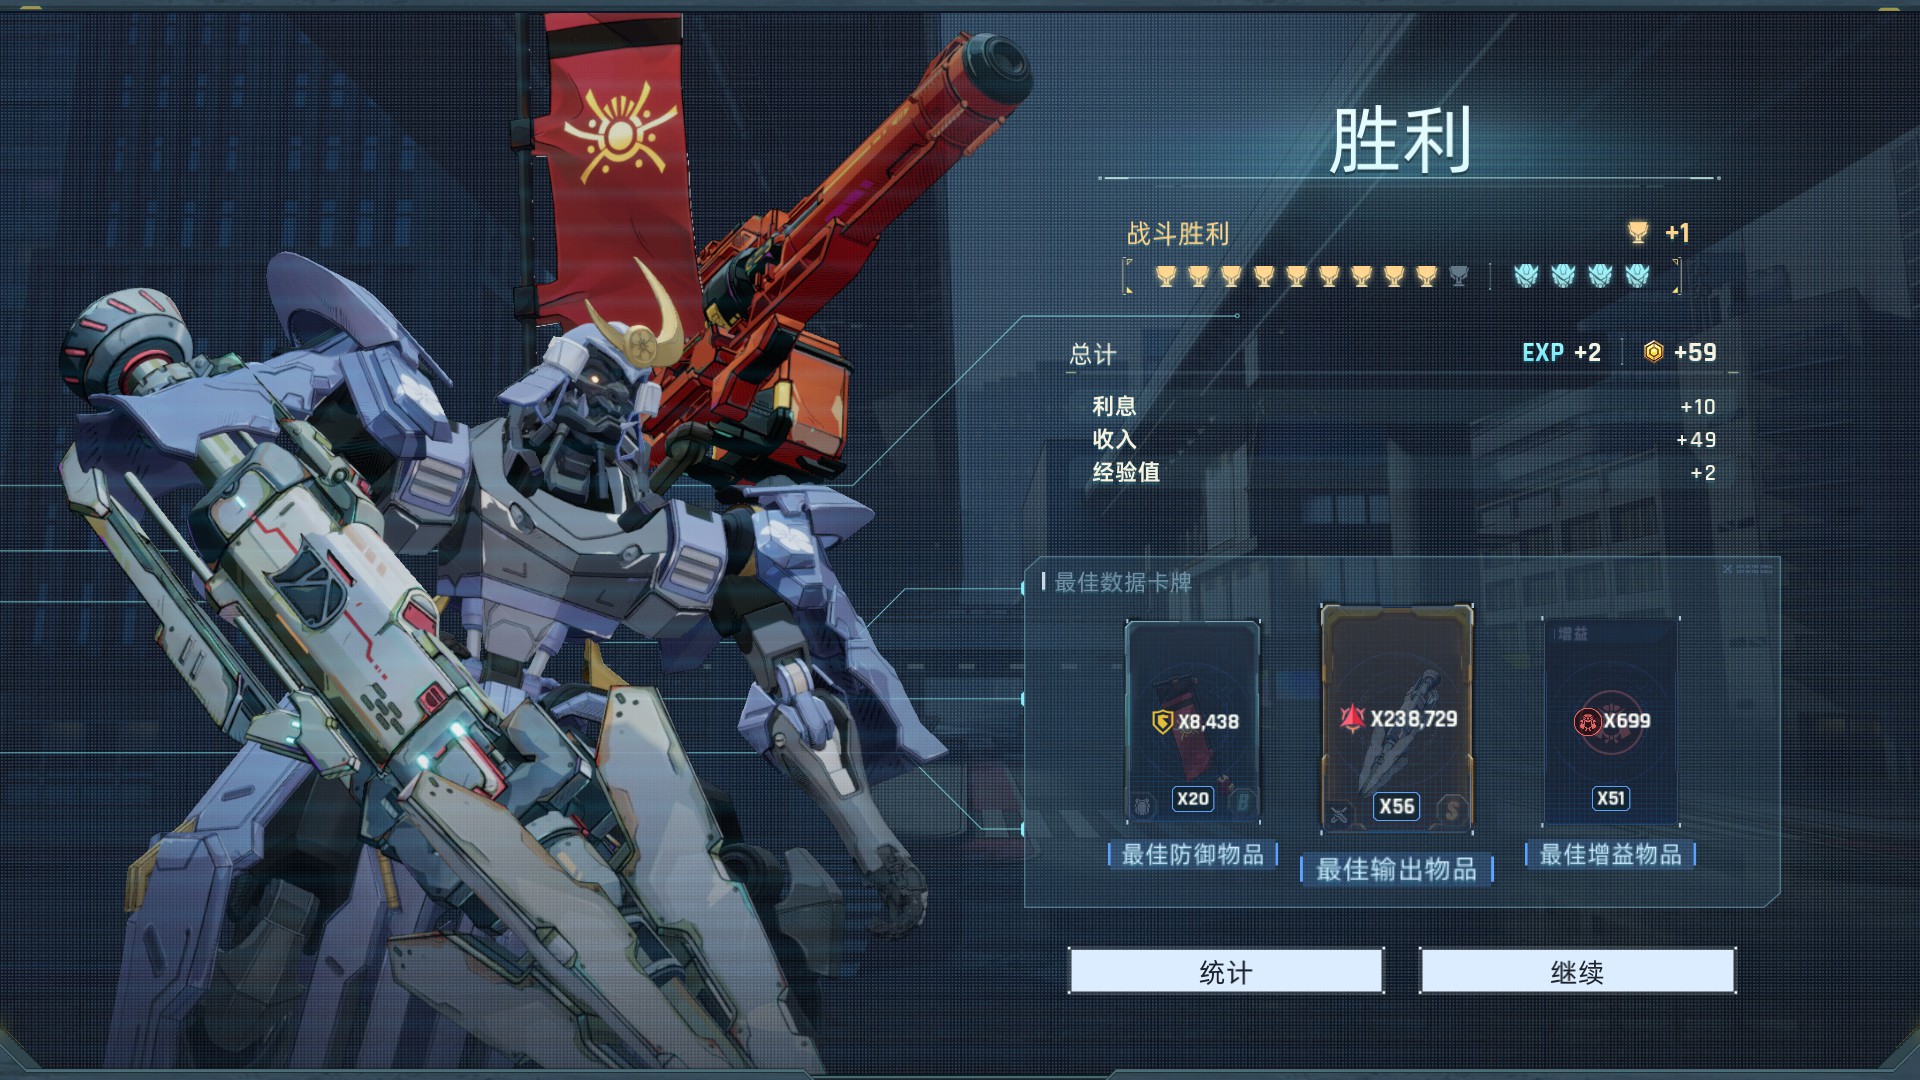 胜利
战斗胜利 +1
总计 EXP +2 +59
利息 +10
收入 +49
经验值 +2
最佳数据卡牌
增益
X8,438
X238,729
X699
X20 B
X56 S
X51
最佳防御物品
最佳输出物品
最佳增益物品
统计
继续